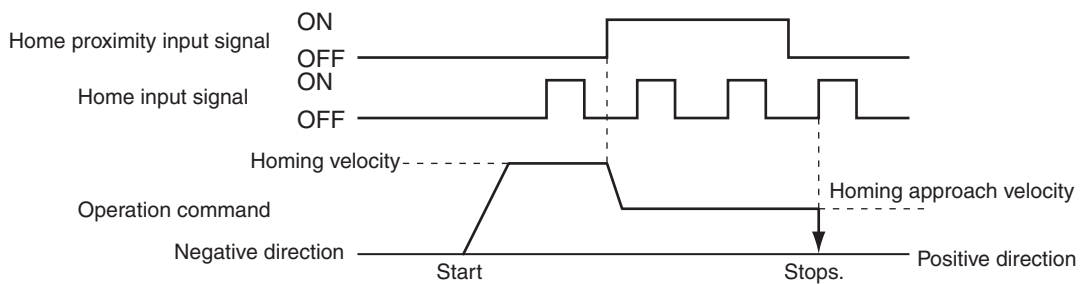 ON
Home proximity input signal
OFF
ON
Home input signal
OFF
Homing velocity
Homing approach velocity
Operation command
Negative direction
Positive direction
Start
Stops.